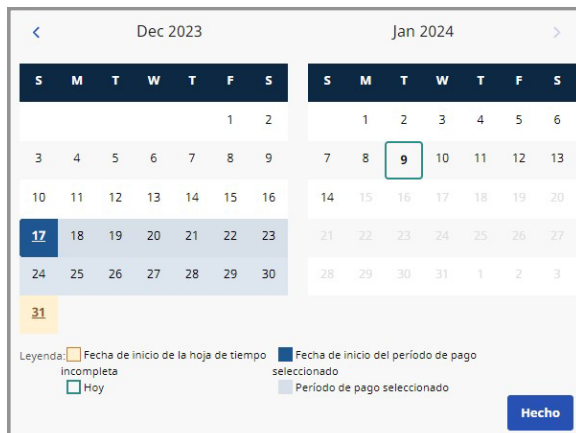 < Dec 2023 Jan 2024 >
S M T W T F S S M T W T F S
1 2 1 2 3 4 5 6
3 4 5 6 7 8 9 7 8 9 10 11 12 13
10 11 12 13 14 15 16 14 15 16 17 18 19 20
17 18 19 20 21 22 23 21 22 23 24 25 26 27
24 25 26 27 28 29 30 28 29 30 31 1 2 3
31
Leyenda: Fecha de inicio de la hoja de tiempo Fecha de inicio del período de pago
incompleta seleccionado
Hoy Período de pago seleccionado
Hecho